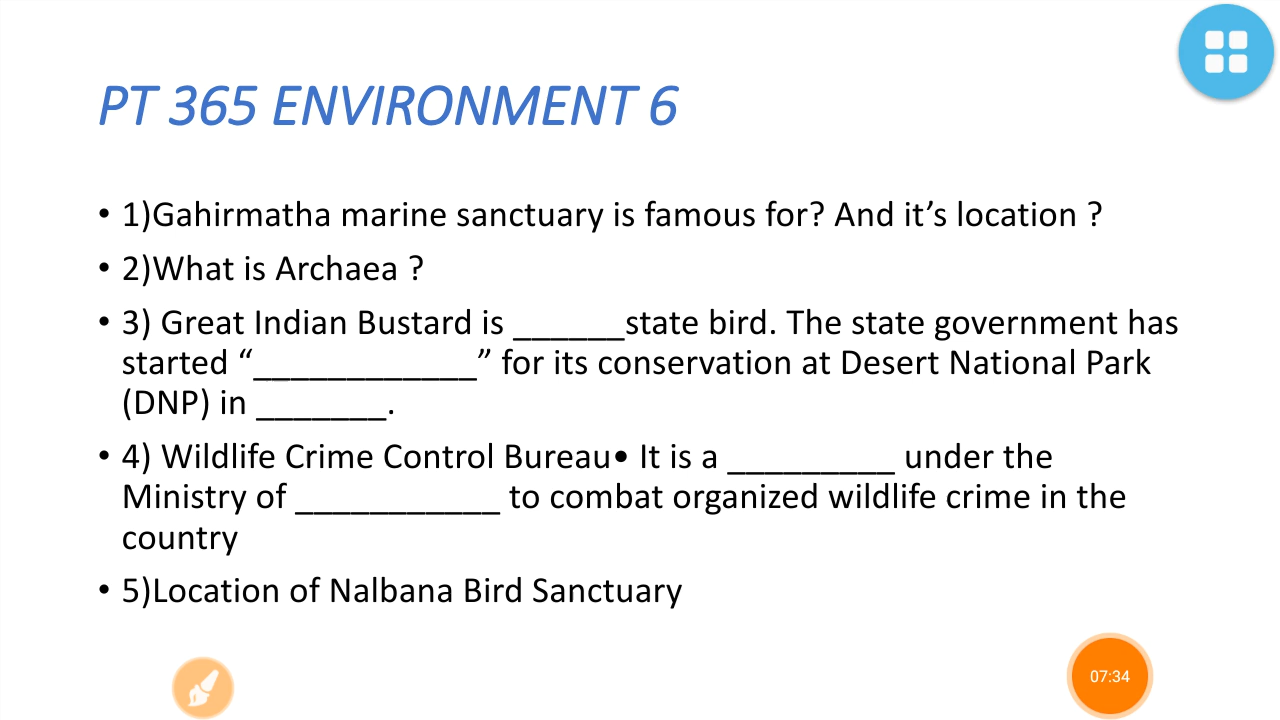 PT 365 ENVIRONMENT 6
• 1)Gahirmatha marine sanctuary is famous for? And it’s location ?
• 2)What is Archaea ?
• 3) Great Indian Bustard is ______state bird. The state government has
started “____________” for its conservation at Desert National Park
(DNP) in _______.
• 4) Wildlife Crime Control Bureau• It is a _________ under the
Ministry of ___________ to combat organized wildlife crime in the
country
• 5)Location of Nalbana Bird Sanctuary
07:34